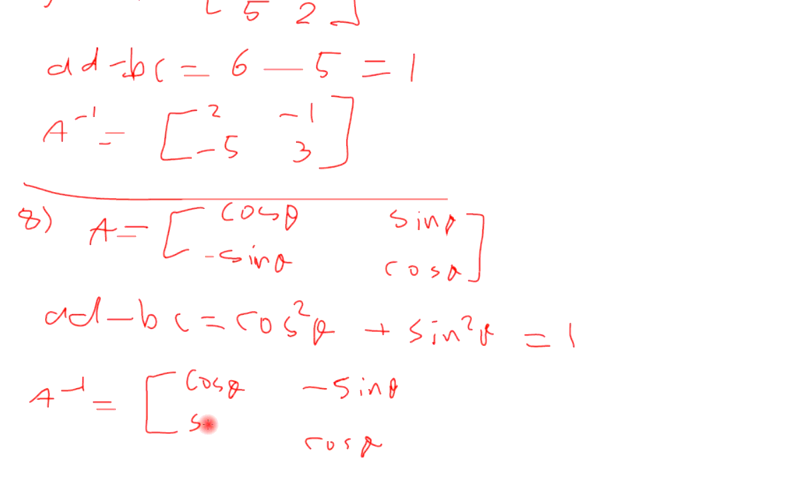 [ 5 2 ]
ad-bc = 6 - 5 = 1
A⁻¹ = [ 2 -1
-5 3 ]
8) A = [ cosθ sinθ
-sinθ cosθ ]
ad-bc = cos²θ + sin²θ = 1
A⁻¹ = [ cosθ -sinθ
s cosθ